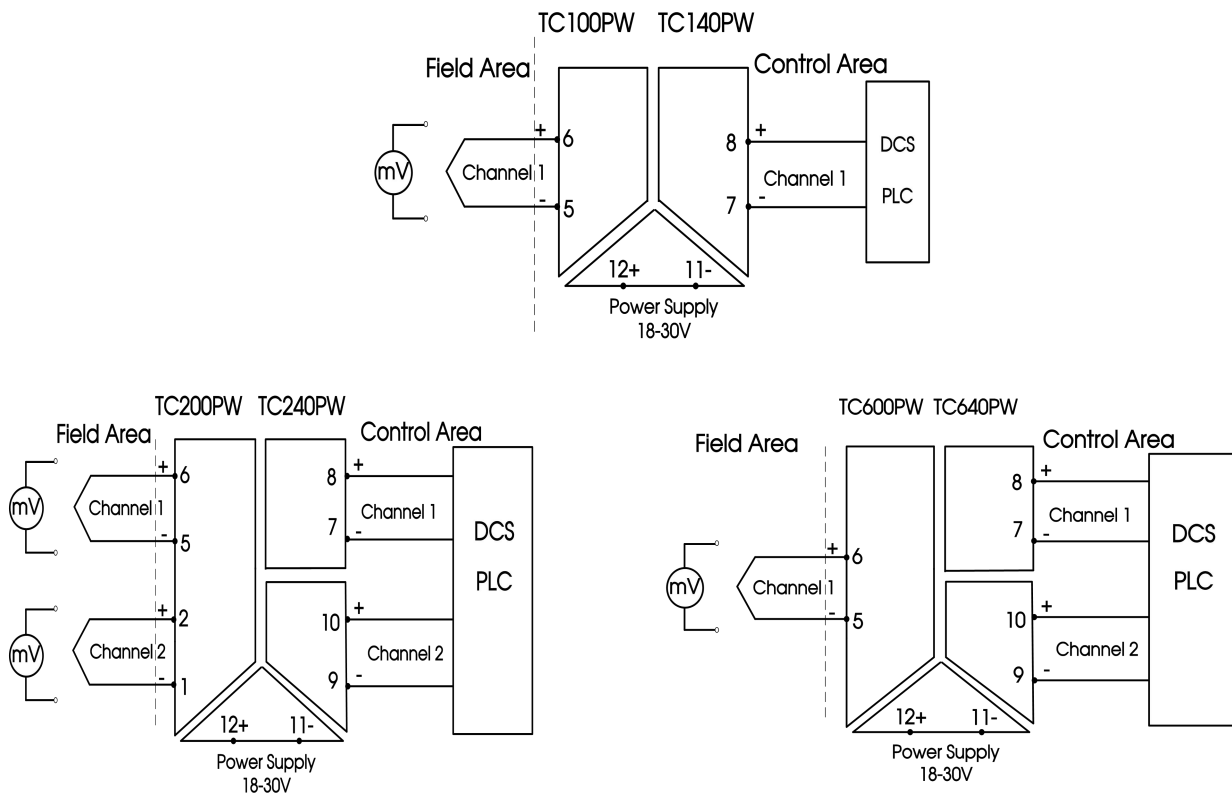 TC100PW TC140PW
Field Area
Control Area
+
6
8
+
mV
Channel 1
Channel 1
DCS
PLC
-
5
7
-
12+
11-
Power Supply
18-30V
TC200PW TC240PW
Field Area
Control Area
+
6
8
+
mV
Channel 1
Channel 1
-
5
7
-
DCS
PLC
+
2
10
+
mV
Channel 2
Channel 2
-
1
9
-
12+
11-
Power Supply
18-30V
TC600PW TC640PW
Field Area
Control Area
8
+
Channel 1
7
-
DCS
PLC
+
6
mV
Channel 1
-
5
10
+
Channel 2
9
-
12+
11-
Power Supply
18-30V